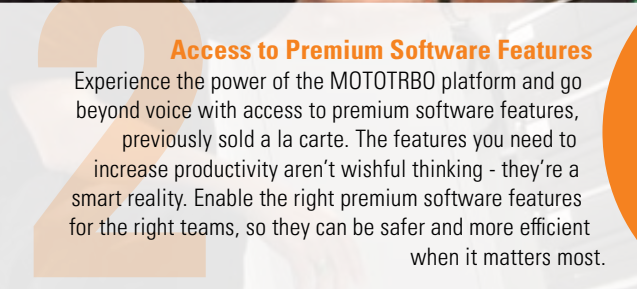 2
Access to Premium Software Features
Experience the power of the MOTOTRBO platform and go
beyond voice with access to premium software features,
previously sold a la carte. The features you need to
increase productivity aren’t wishful thinking - they’re a
smart reality. Enable the right premium software features
for the right teams, so they can be safer and more efficient
when it matters most.